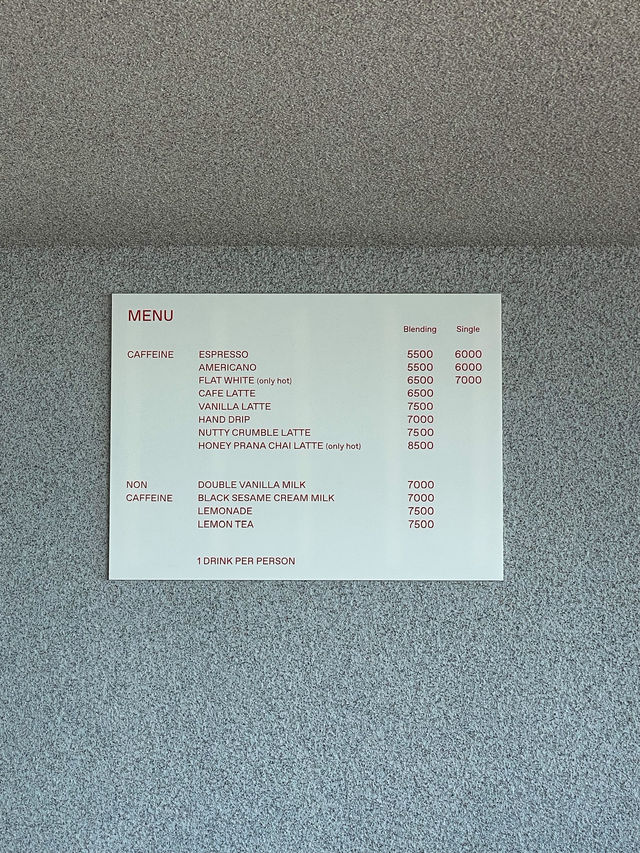 MENU
Blending Single
CAFFEINE ESPRESSO 5500 6000
AMERICANO 5500 6000
FLAT WHITE (only hot) 6500 7000
CAFE LATTE 6500
VANILLA LATTE 7500
HAND DRIP 7000
NUTTY CRUMBLE LATTE 7500
HONEY PRANA CHAI LATTE (only hot) 8500
NON DOUBLE VANILLA MILK 7000
CAFFEINE BLACK SESAME CREAM MILK 7000
LEMONADE 7500
LEMON TEA 7500
1 DRINK PER PERSON